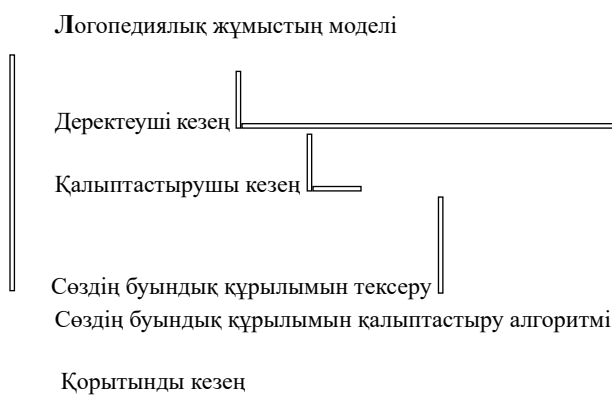 Логопедиялық жұмыстың моделі
Деректеуші кезең
Қалыптастырушы кезең
Сөздің буындық құрылымын тексеру
Сөздің буындық құрылымын қалыптастыру алгоритмі
Қорытынды кезең